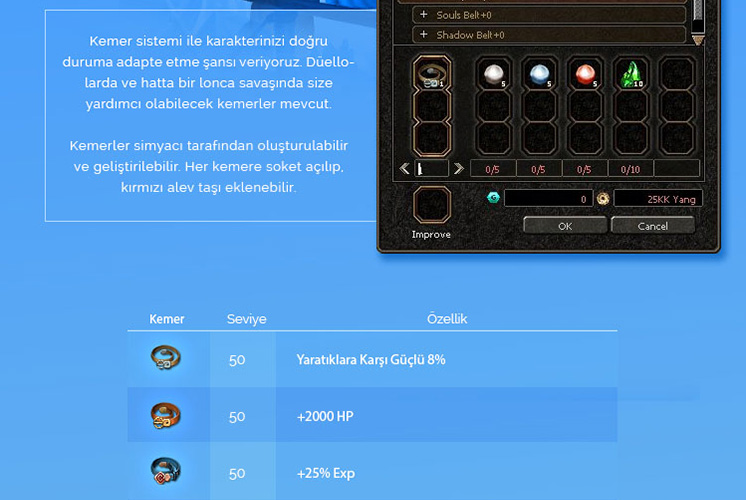 Kemer sistemi ile karakterinizi doğru
duruma adapte etme şansı veriyoruz. Düello-
larda ve hatta bir lonca savaşında size
yardımcı olabilecek kemerler mevcut.
Kemerler simyacı tarafından oluşturulabilir
ve geliştirilebilir. Her kemere soket açılıp,
kırmızı alev taşı eklenebilir.
+ Souls Belt+0
+ Shadow Belt+0
1 5 5 5 10
0/5 0/5 0/5 0/10
0 25KK Yang
Improve
OK Cancel
Kemer Seviye Özellik
50 Yaratıklara Karşı Güçlü 8%
50 +2000 HP
50 +25% Exp